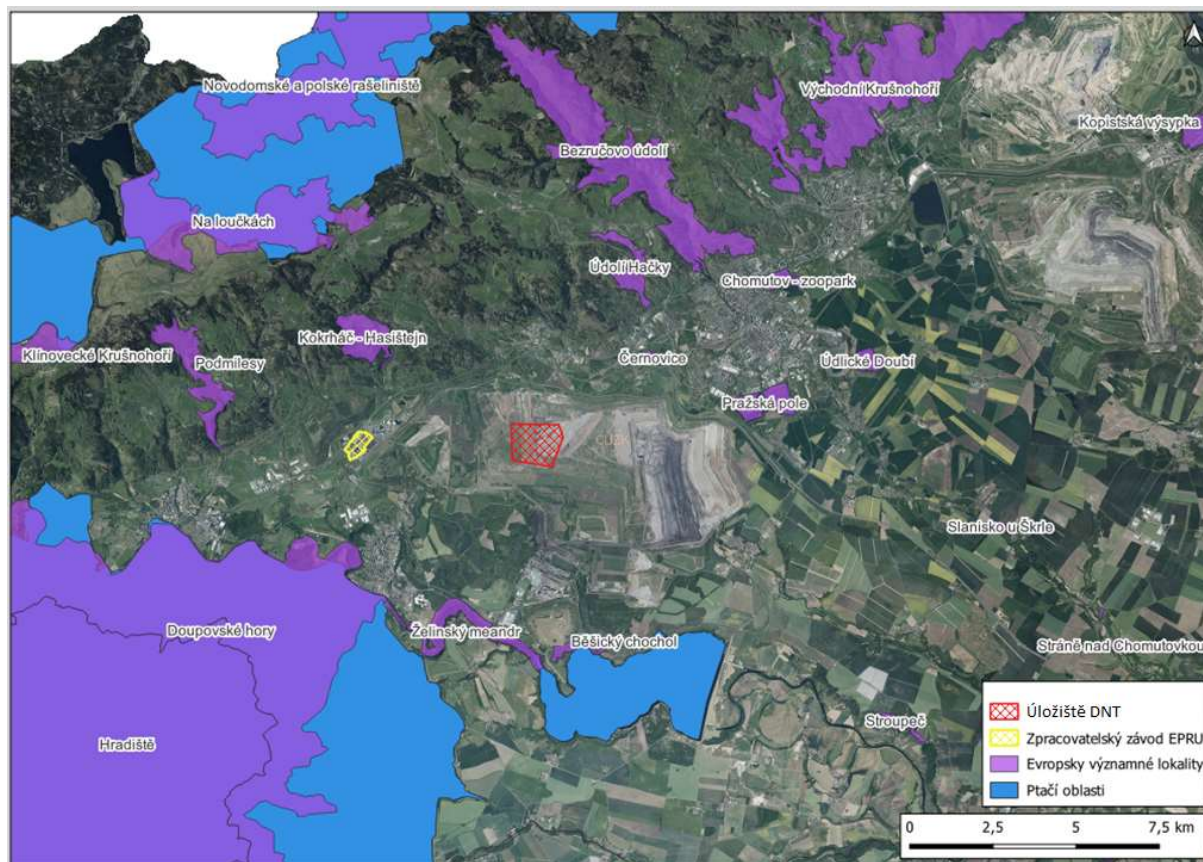 Novodomské a polské rašeliniště
Východní Krušnohoří
Kopistská výsypka
Bezručovo údolí
Na loučkách
Údolí Hačky
Chomutov - zoopark
Klínovecké Krušnohoří
Podmilesy
Kokrháč - Hasištejn
Černovice
Údlické Doubí
Pražská pole
ČÚZK
Slanisko u Škrle
Doupovské hory
Želinský meandr
Běšický chochol
Stráně nad Chomutovkou
Hradiště
Stroupeč
Úložiště DNT
Zpracovatelský závod EPRU
Evropsky významné lokality
Ptačí oblasti
0 2,5 5 7,5 km